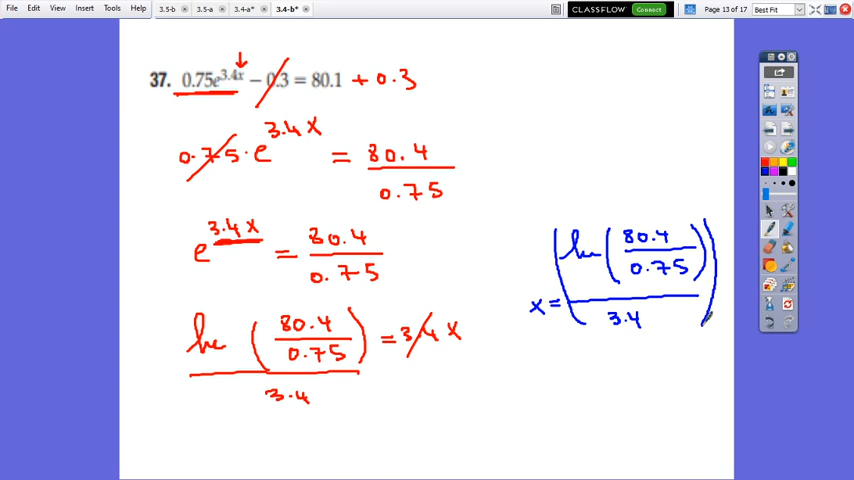 File Edit View Insert Tools Help 3.5-b 3.5-a 3.4-a* 3.4-b* CLASSFLOW Connect Page 13 of 17 Best Fit
37. 0.75e^3.4x − 0.3 = 80.1 + 0.3
0.75 · e^3.4x = 80.4 / 0.75
e^3.4x = 80.4 / 0.75
ln (80.4 / 0.75) / 3.4 = 3.4 x
x = (ln (80.4 / 0.75) / 3.4)